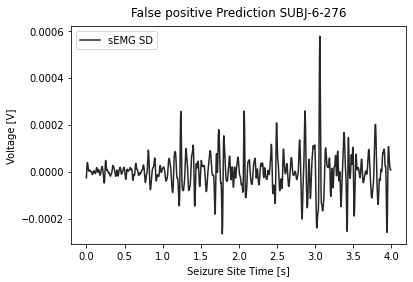 False positive Prediction SUBJ-6-276
sEMG SD
Voltage [V]
0.0006
0.0004
0.0002
0.0000
−0.0002
0.0 0.5 1.0 1.5 2.0 2.5 3.0 3.5 4.0
Seizure Site Time [s]